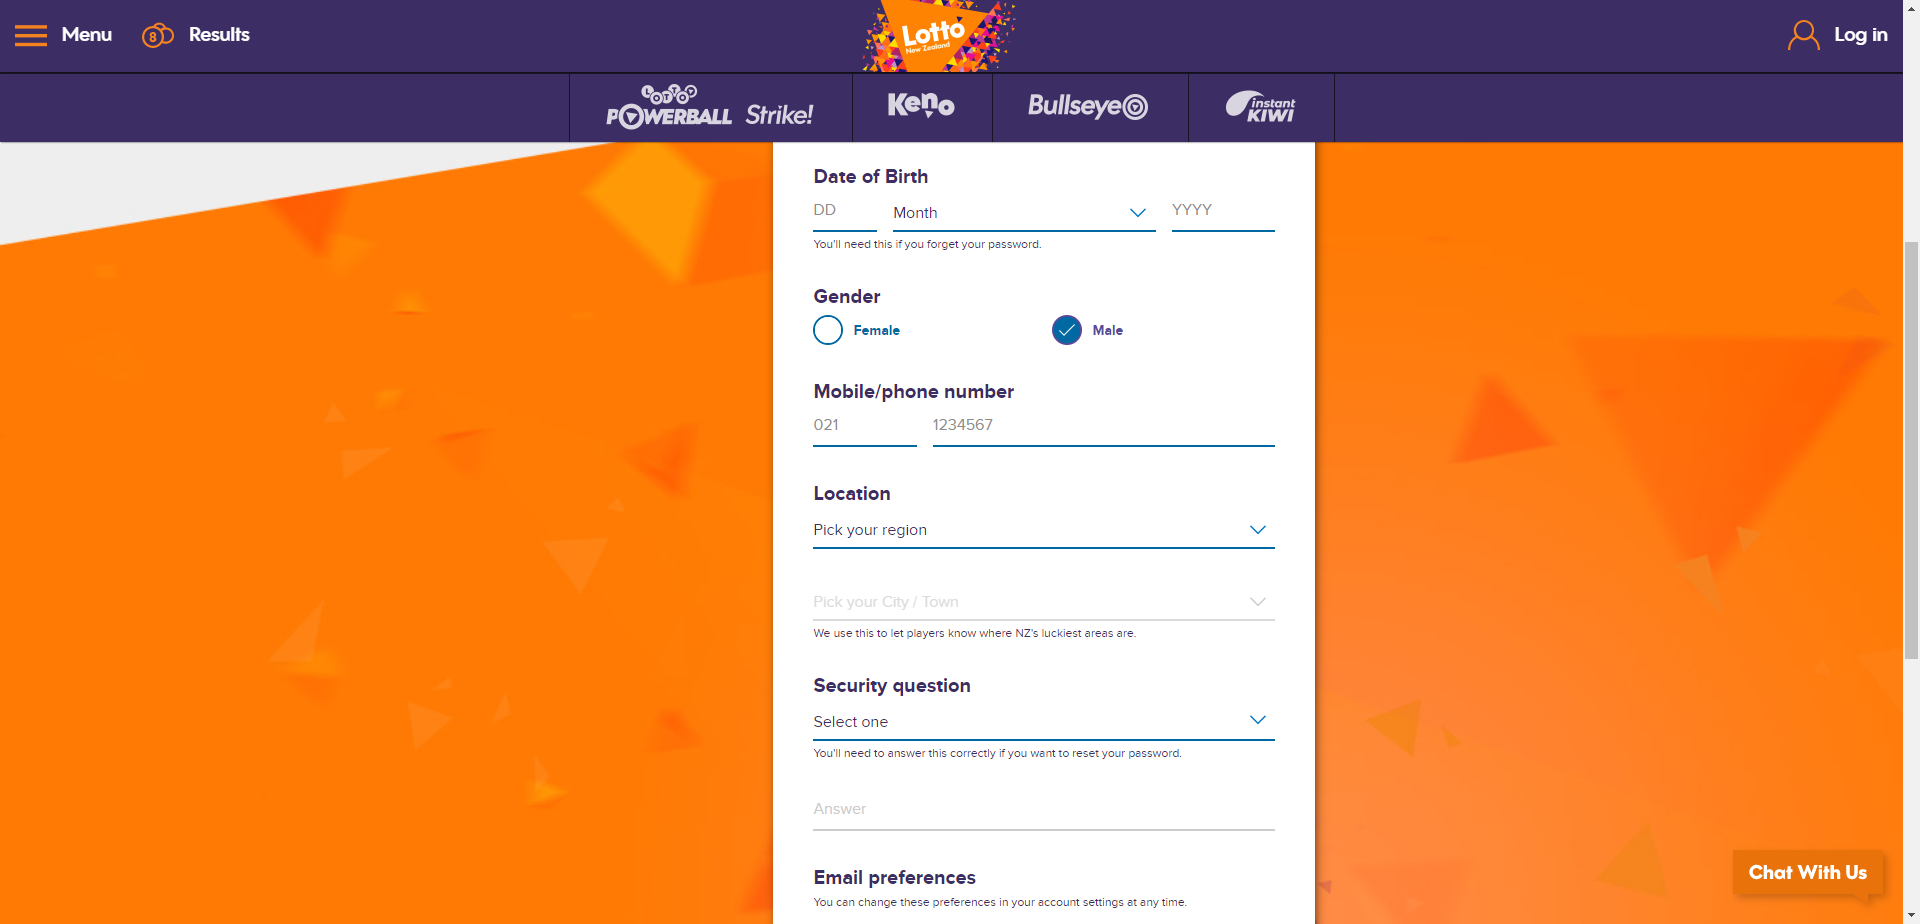 Menu
8
Results
Lotto
New Zealand
Log in
LOTTO
POWERBALL Strike!
Keno
Bullseye
instant
KIWI
Date of Birth
DD
Month
YYYY
You'll need this if you forget your password.
Gender
Female
Male
Mobile/phone number
021
1234567
Location
Pick your region
Pick your City / Town
We use this to let players know where NZ's luckiest areas are.
Security question
Select one
You'll need to answer this correctly if you want to reset your password.
Answer
Email preferences
You can change these preferences in your account settings at any time.
Chat With Us